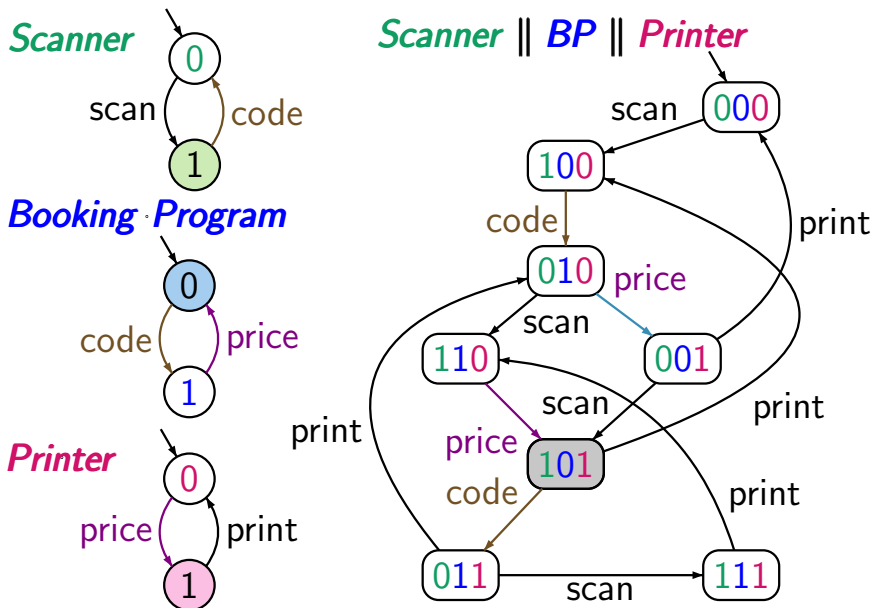 Scanner
0
scan
code
1
Booking Program
0
code
price
1
Printer
0
price
print
1
Scanner || BP || Printer
000
scan
100
code
print
010
price
scan
110
001
scan
print
print
price
101
code
print
011
scan
111